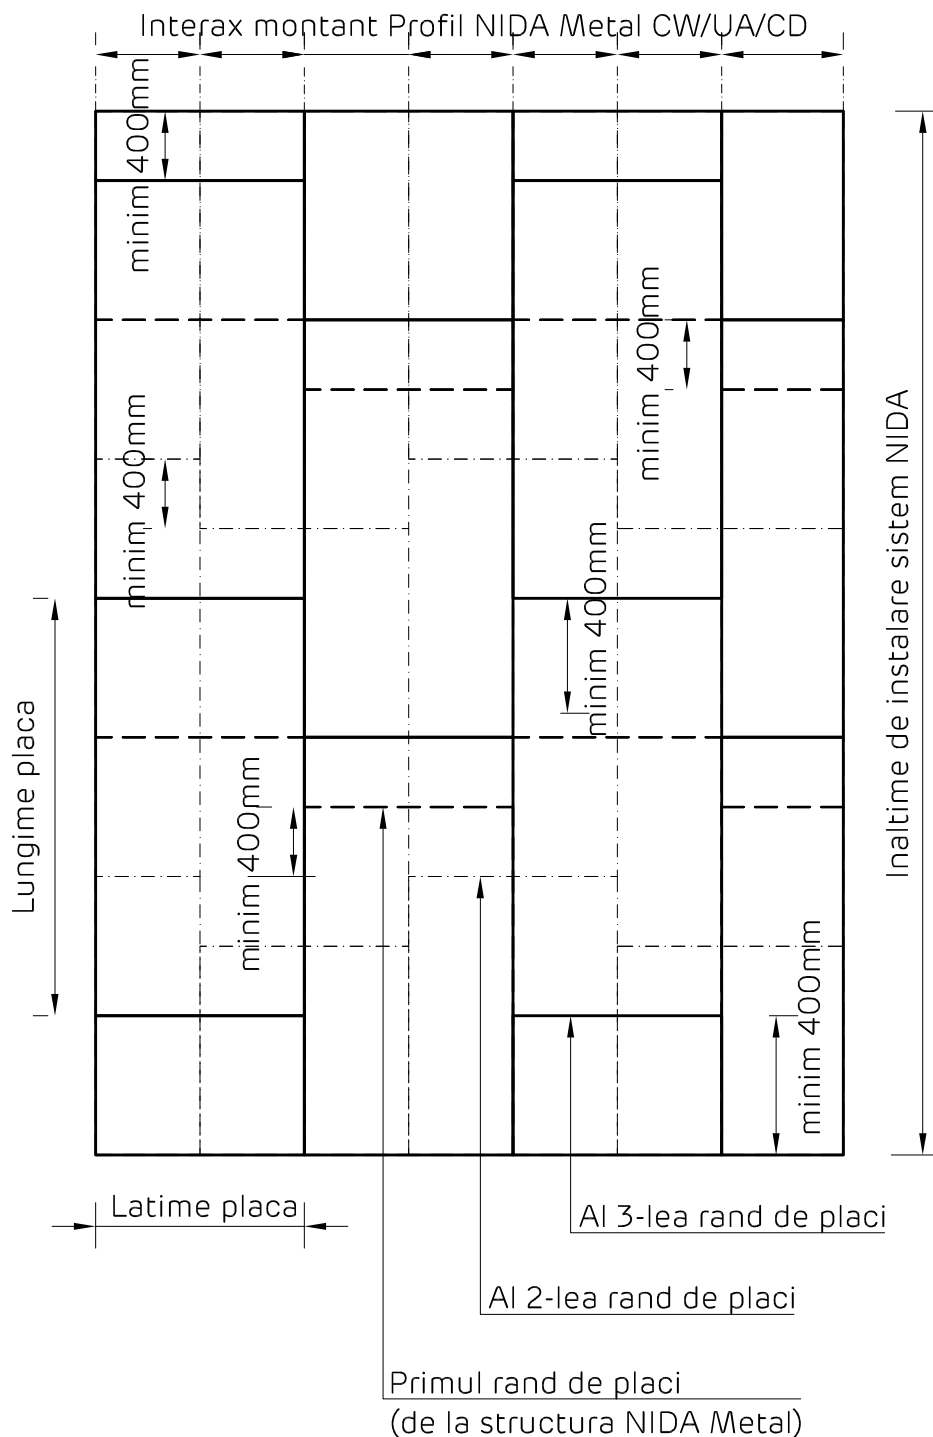 Interax montant Profil NIDA Metal CW/UA/CD
minim 400mm
minim 400mm
minim 400mm
minim 400mm
Inaltime de instalare sistem NIDA
Lungime placa
minim 400mm
minim 400mm
Latime placa
Al 3-lea rand de placi
Al 2-lea rand de placi
Primul rand de placi
(de la structura NIDA Metal)